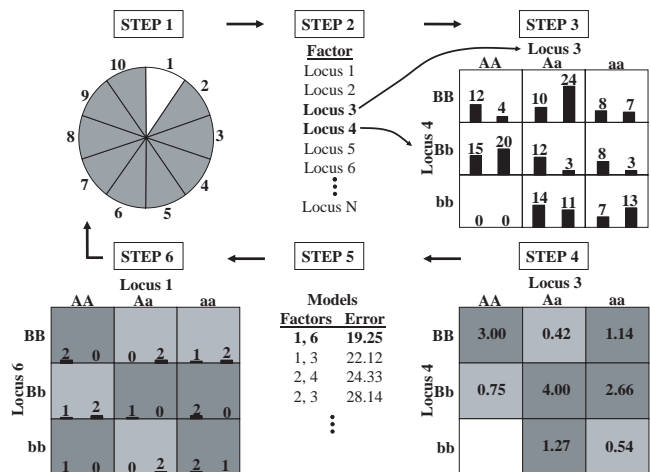 STEP 1
STEP 2
STEP 3
10 1
9 2
8 3
7 4
6 5
Factor
Locus 1
Locus 2
Locus 3
Locus 4
Locus 5
Locus 6
Locus N
Locus 3
AA Aa aa
Locus 4
BB
12 4 10 24 8 7
Bb
15 20 12 3 8 3
bb
0 0 14 11 7 13
STEP 6
STEP 5
STEP 4
Locus 1
AA Aa aa
Locus 6
BB
2 0 0 2 1 2
Bb
1 2 1 0 2 0
bb
1 0 0 2 2 1
Models
Factors Error
1, 6 19.25
1, 3 22.12
2, 4 24.33
2, 3 28.14
Locus 3
AA Aa aa
Locus 4
BB 3.00 0.42 1.14
Bb 0.75 4.00 2.66
bb 1.27 0.54